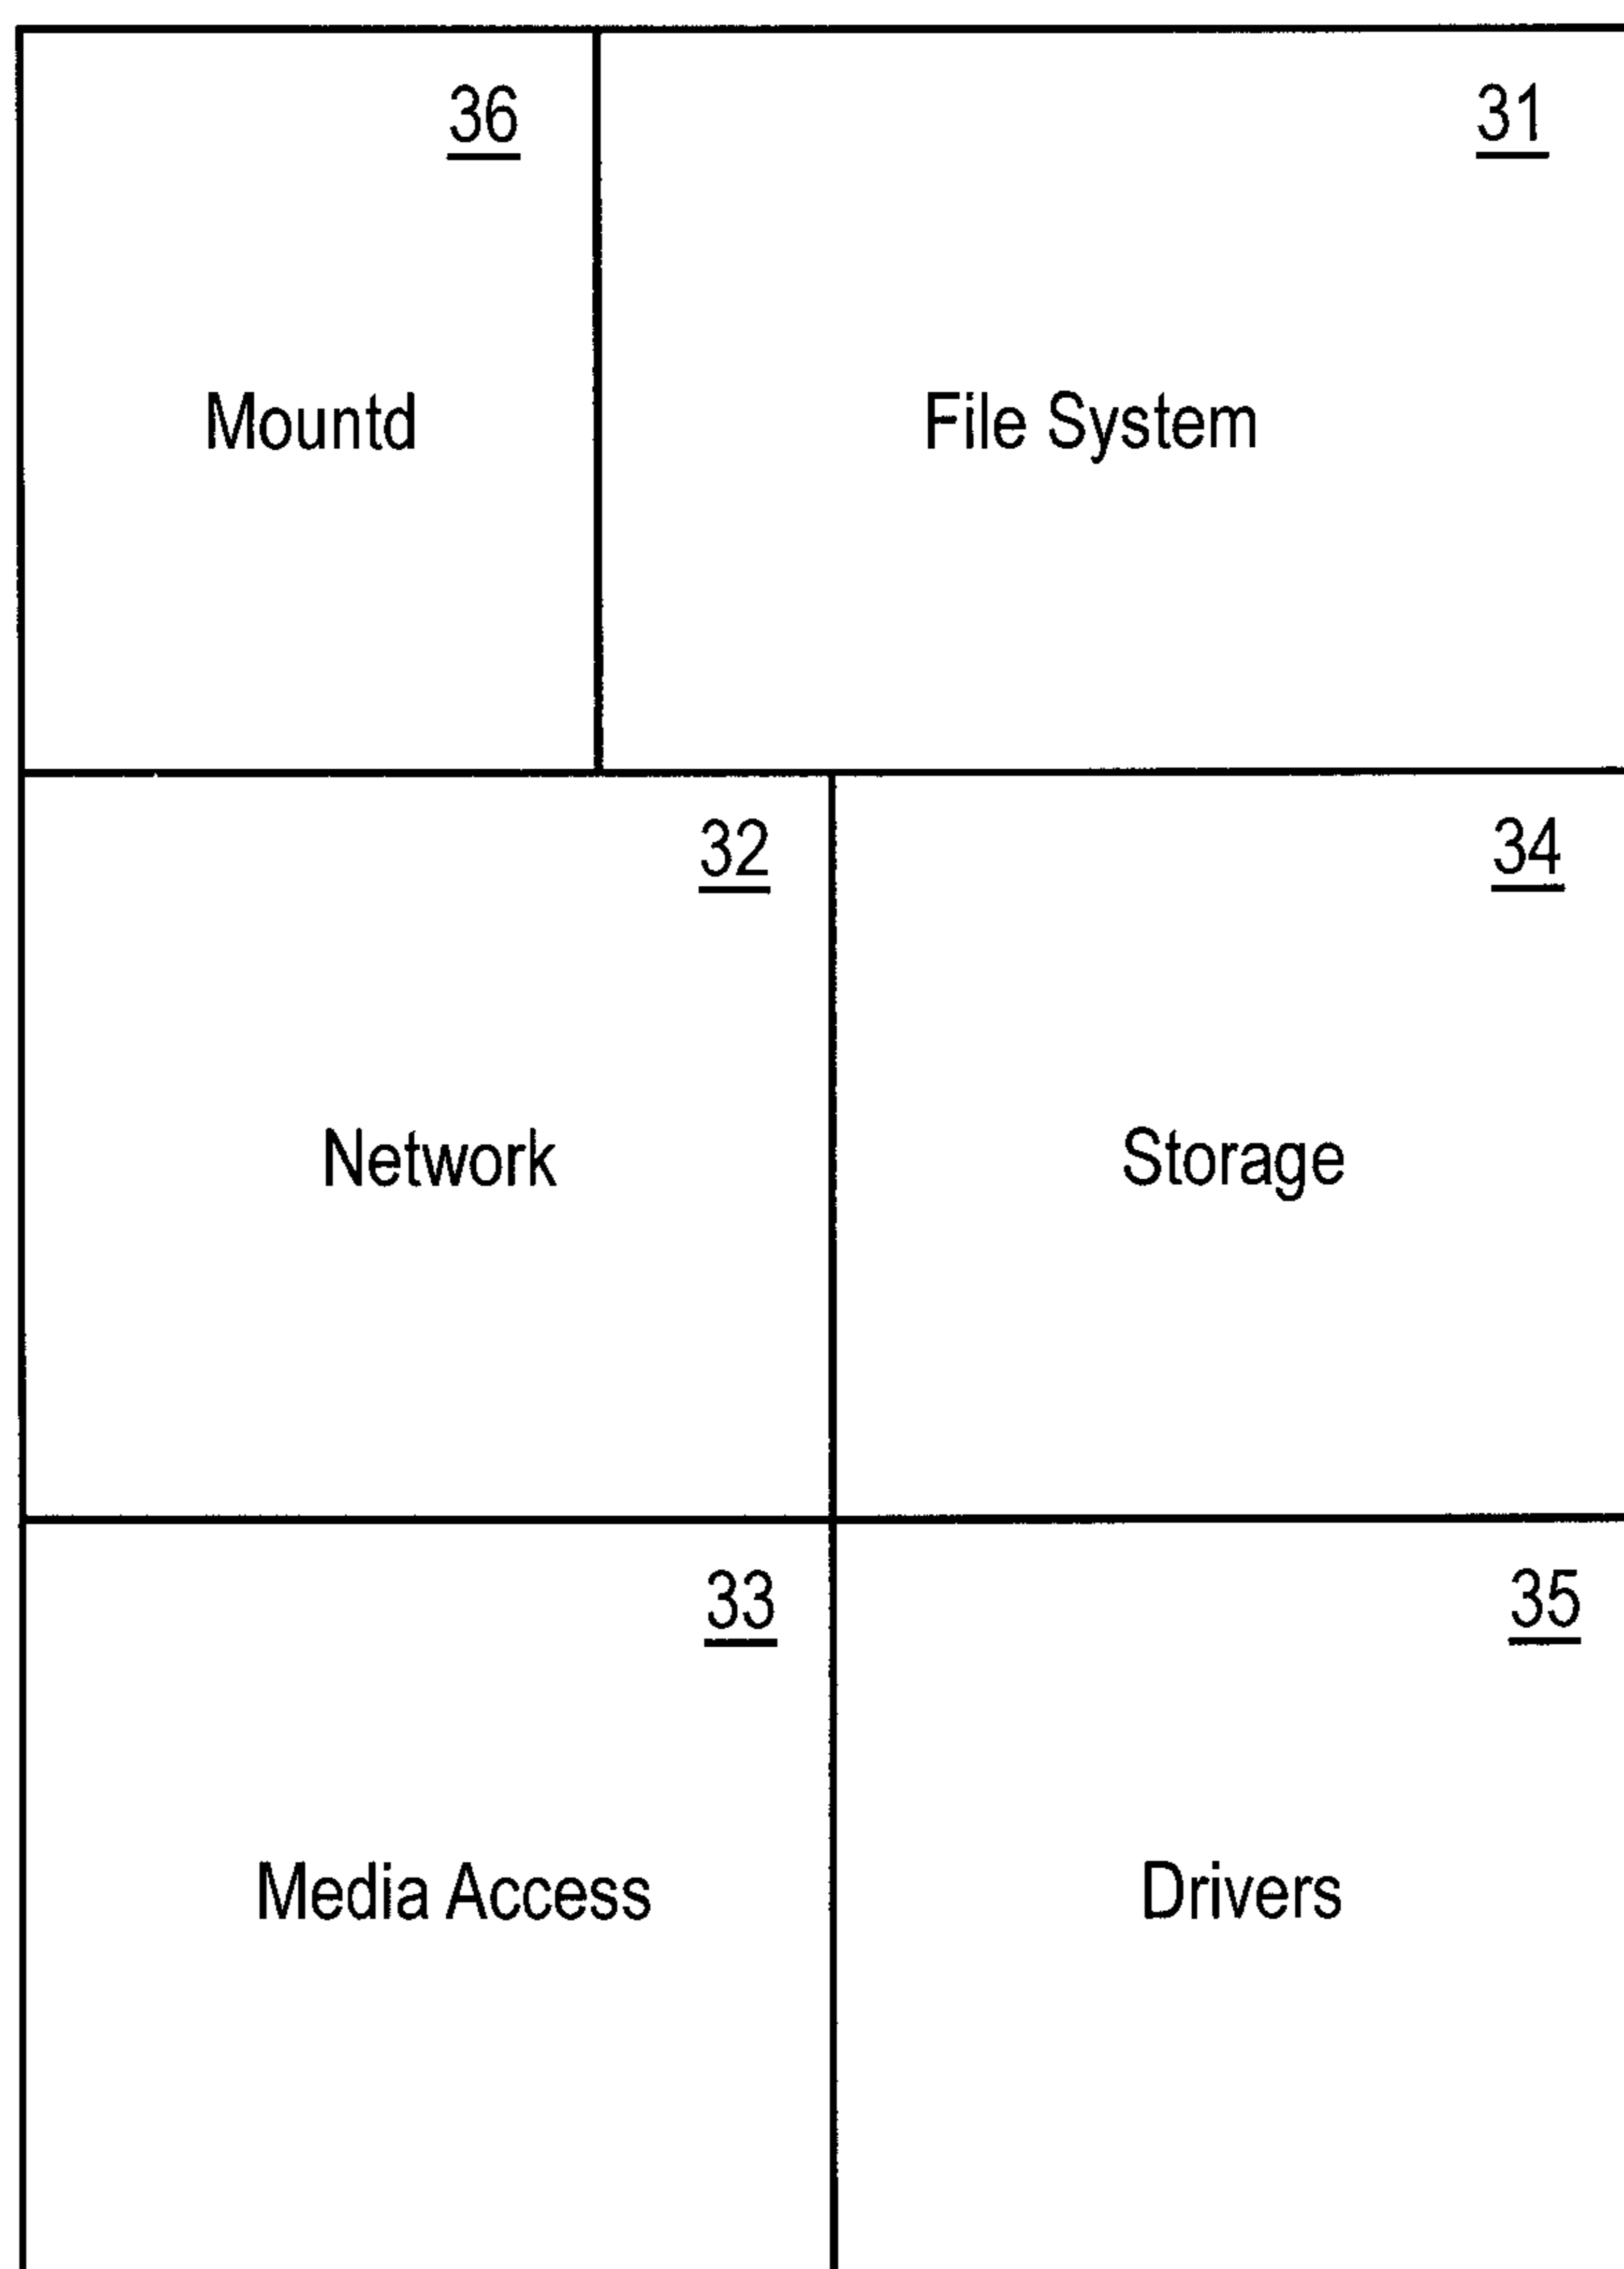 36
31
Mountd
File System
32
34
Network
Storage
33
35
Media Access
Drivers